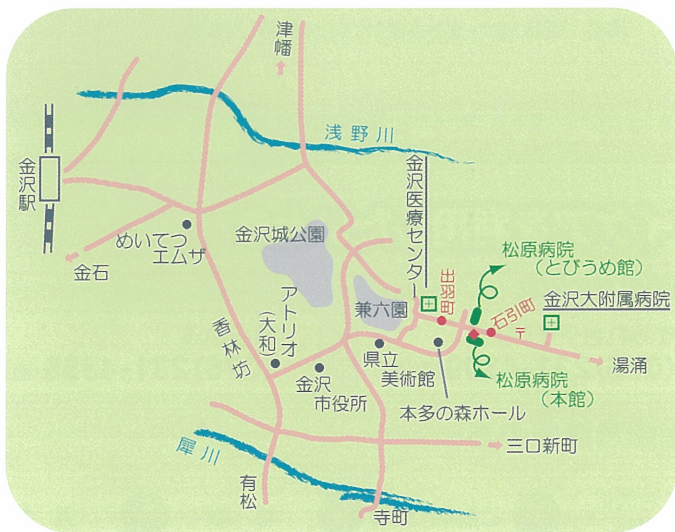 津幡
浅野川
金沢駅
金沢医療センター
めいてつ
エムザ
金沢城公園
金石
松原病院
(とびうめ館)
出羽町
石引町
〒
金沢大附属病院
兼六園
アトリオ
(大和)
香林坊
県立
美術館
金沢
市役所
湯涌
松原病院
(本館)
本多の森ホール
三口新町
犀川
有松
寺町